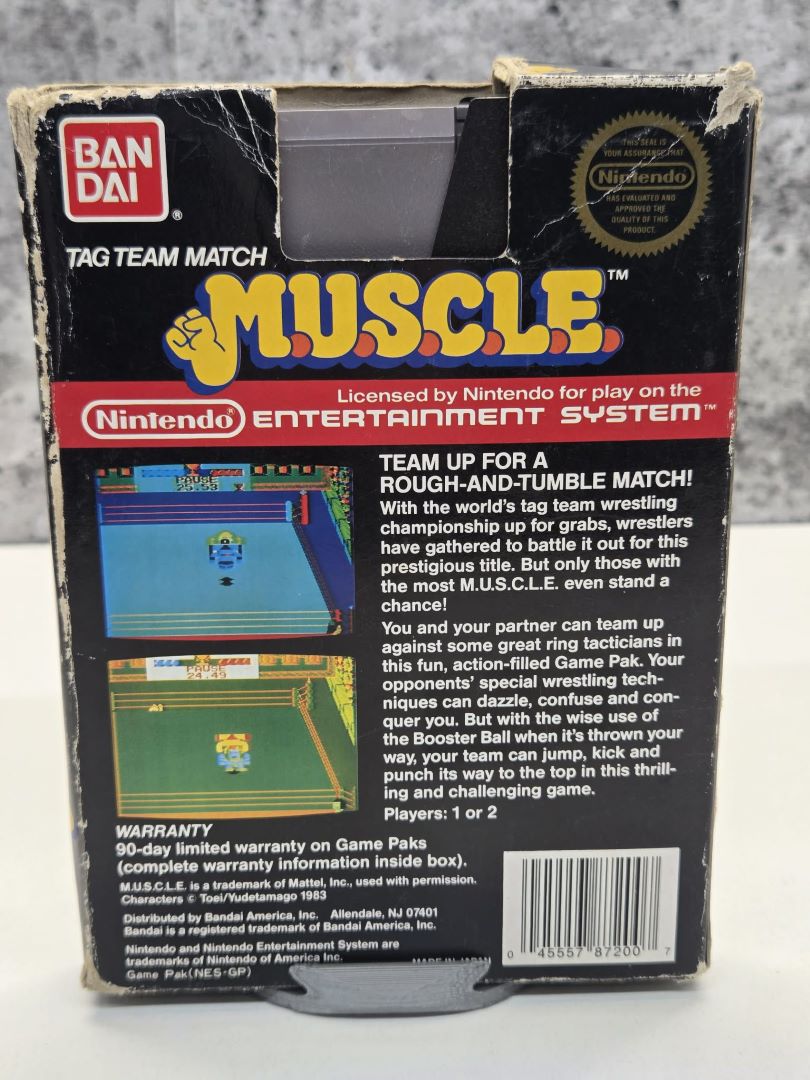 BAN
DAI
®
THIS SEAL IS
YOUR ASSURANCE THAT
Nintendo
HAS EVALUATED AND
APPROVED THE
QUALITY OF THIS
PRODUCT.
TAG TEAM MATCH
M.U.S.C.L.E.™
Licensed by Nintendo for play on the
Nintendo® ENTERTAINMENT SYSTEM™
PAUSE
25.53
PAUSE
24.49
TEAM UP FOR A
ROUGH-AND-TUMBLE MATCH!
With the world's tag team wrestling
championship up for grabs, wrestlers
have gathered to battle it out for this
prestigious title. But only those with
the most M.U.S.C.L.E. even stand a
chance!
You and your partner can team up
against some great ring tacticians in
this fun, action-filled Game Pak. Your
opponents' special wrestling tech-
niques can dazzle, confuse and con-
quer you. But with the wise use of
the Booster Ball when it's thrown your
way, your team can jump, kick and
punch its way to the top in this thrill-
ing and challenging game.
Players: 1 or 2
WARRANTY
90-day limited warranty on Game Paks
(complete warranty information inside box).
M.U.S.C.L.E. is a trademark of Mattel, Inc., used with permission.
Characters © Toei/Yudetamago 1983
Distributed by Bandai America, Inc. Allendale, NJ 07401
Bandai is a registered trademark of Bandai America, Inc.
Nintendo and Nintendo Entertainment System are
trademarks of Nintendo of America Inc.
Game Pak(NES-GP)
MADE IN JAPAN
0 45557 87200 7